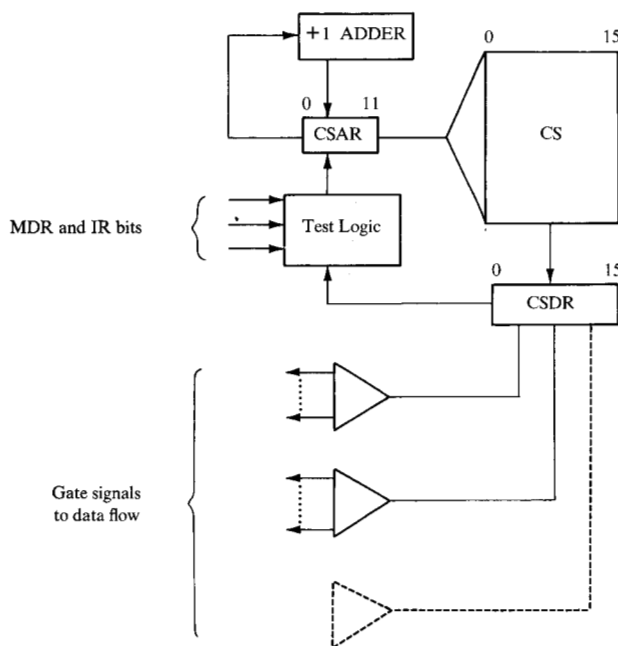 0 15
+1 ADDER
0 11
CSAR
CS
MDR and IR bits
Test Logic
0 15
CSDR
Gate signals
to data flow